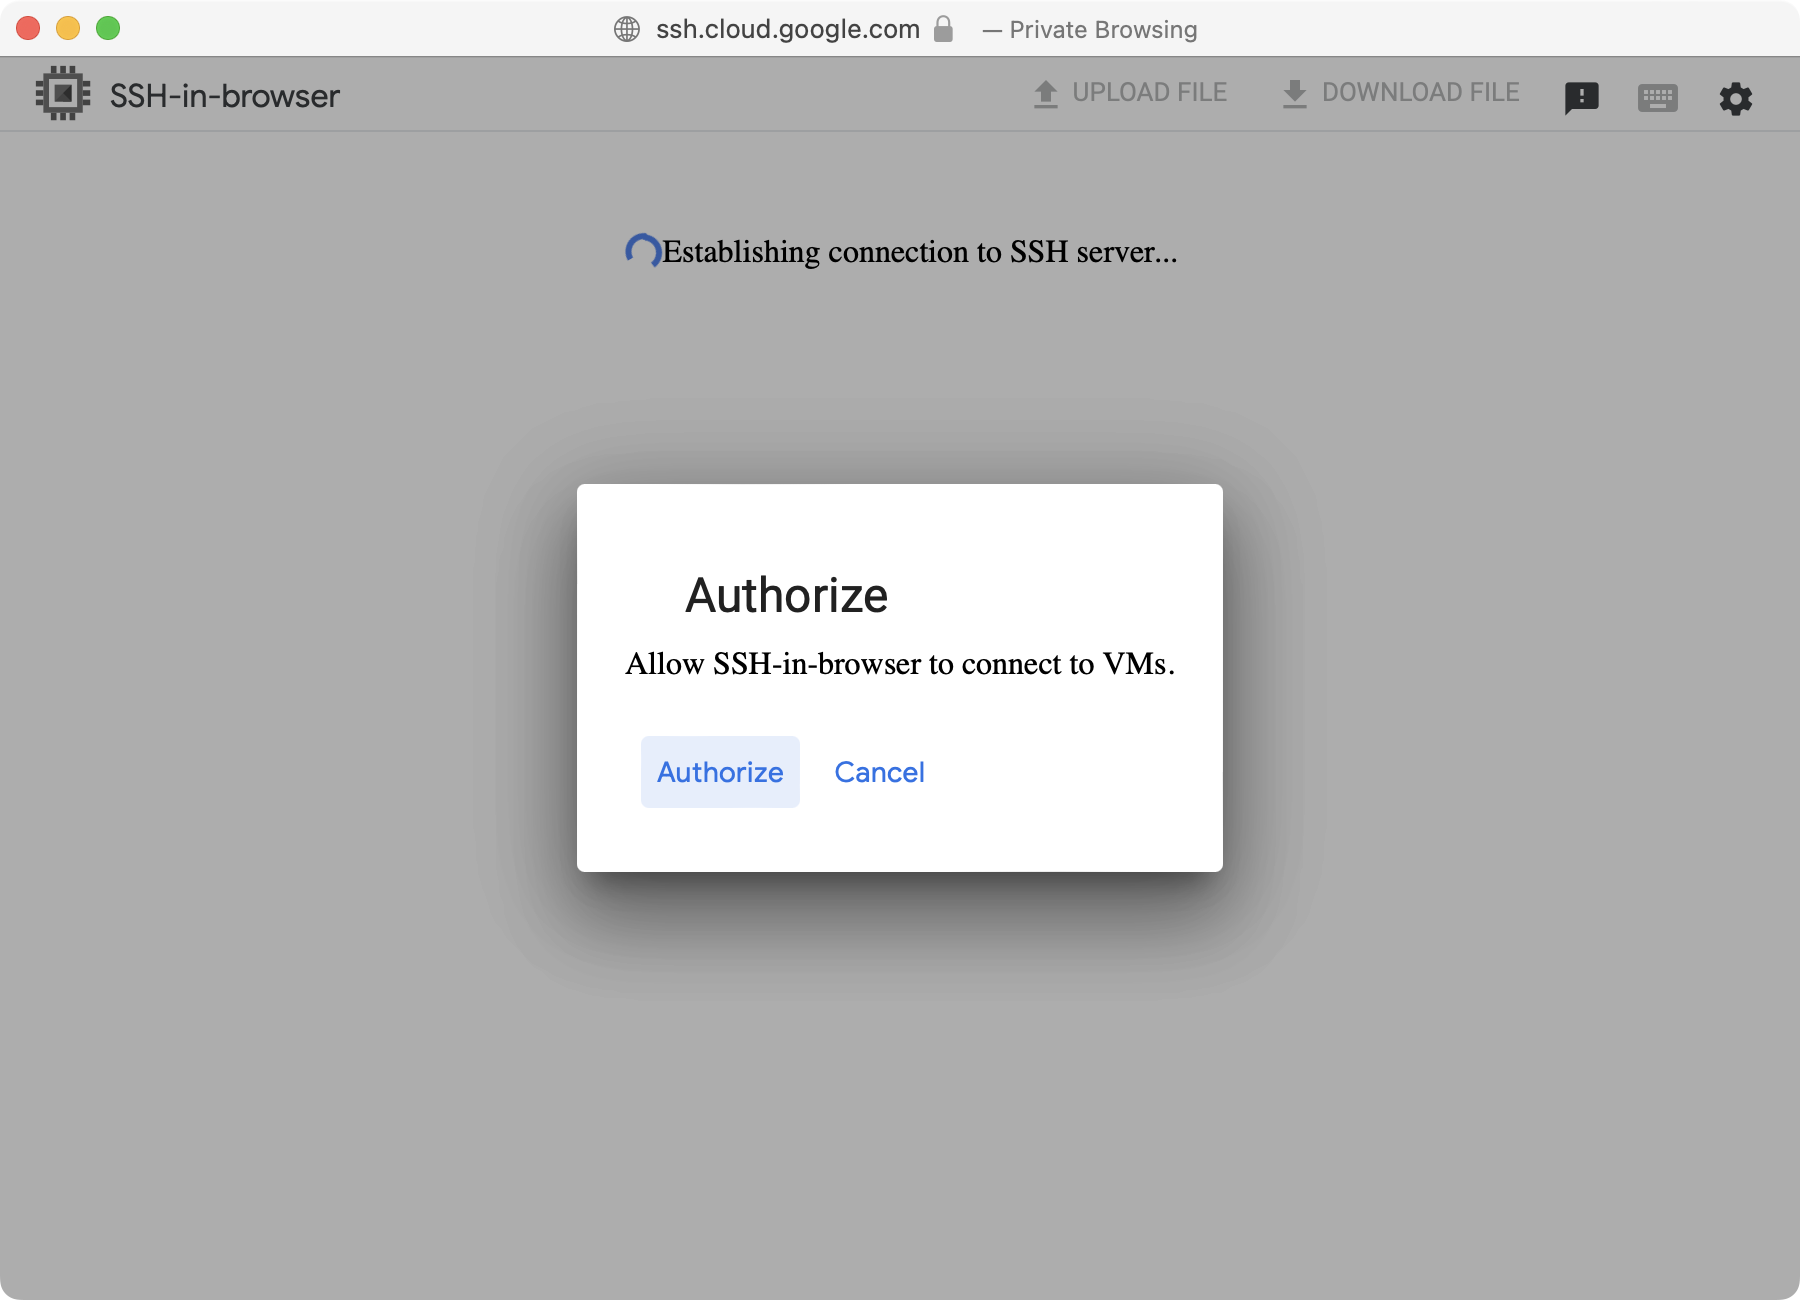 ssh.cloud.google.com — Private Browsing
SSH-in-browser UPLOAD FILE DOWNLOAD FILE
Establishing connection to SSH server...
Authorize
Allow SSH-in-browser to connect to VMs.
Authorize Cancel